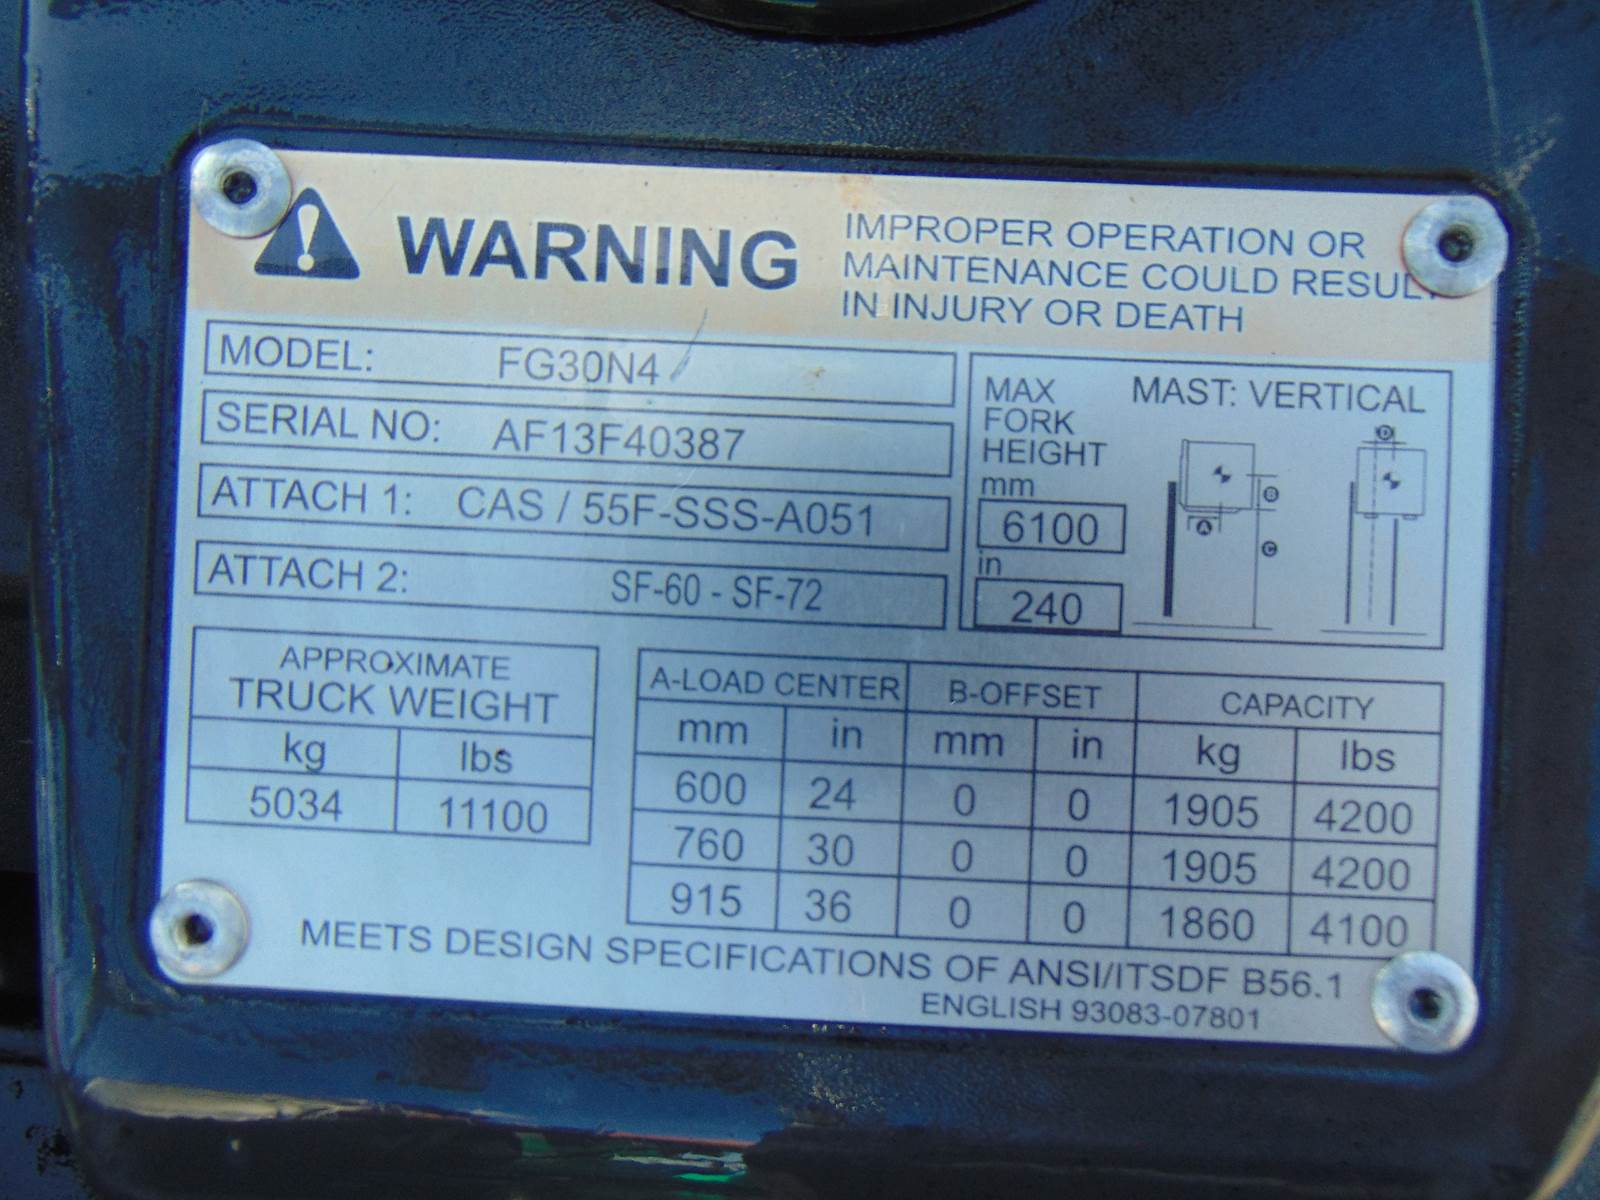 WARNING
IMPROPER OPERATION OR
MAINTENANCE COULD RESULT
IN INJURY OR DEATH
MODEL: FG30N4
SERIAL NO: AF13F40387
ATTACH 1: CAS / 55F-SSS-A051
ATTACH 2: SF-60 - SF-72
MAX FORK HEIGHT
MAST: VERTICAL
mm
6100
in
240
A B C D
APPROXIMATE
TRUCK WEIGHT
kg lbs
5034 11100
A-LOAD CENTER B-OFFSET CAPACITY
mm in mm in kg lbs
600 24 0 0 1905 4200
760 30 0 0 1905 4200
915 36 0 0 1860 4100
MEETS DESIGN SPECIFICATIONS OF ANSI/ITSDF B56.1
ENGLISH 93083-07801